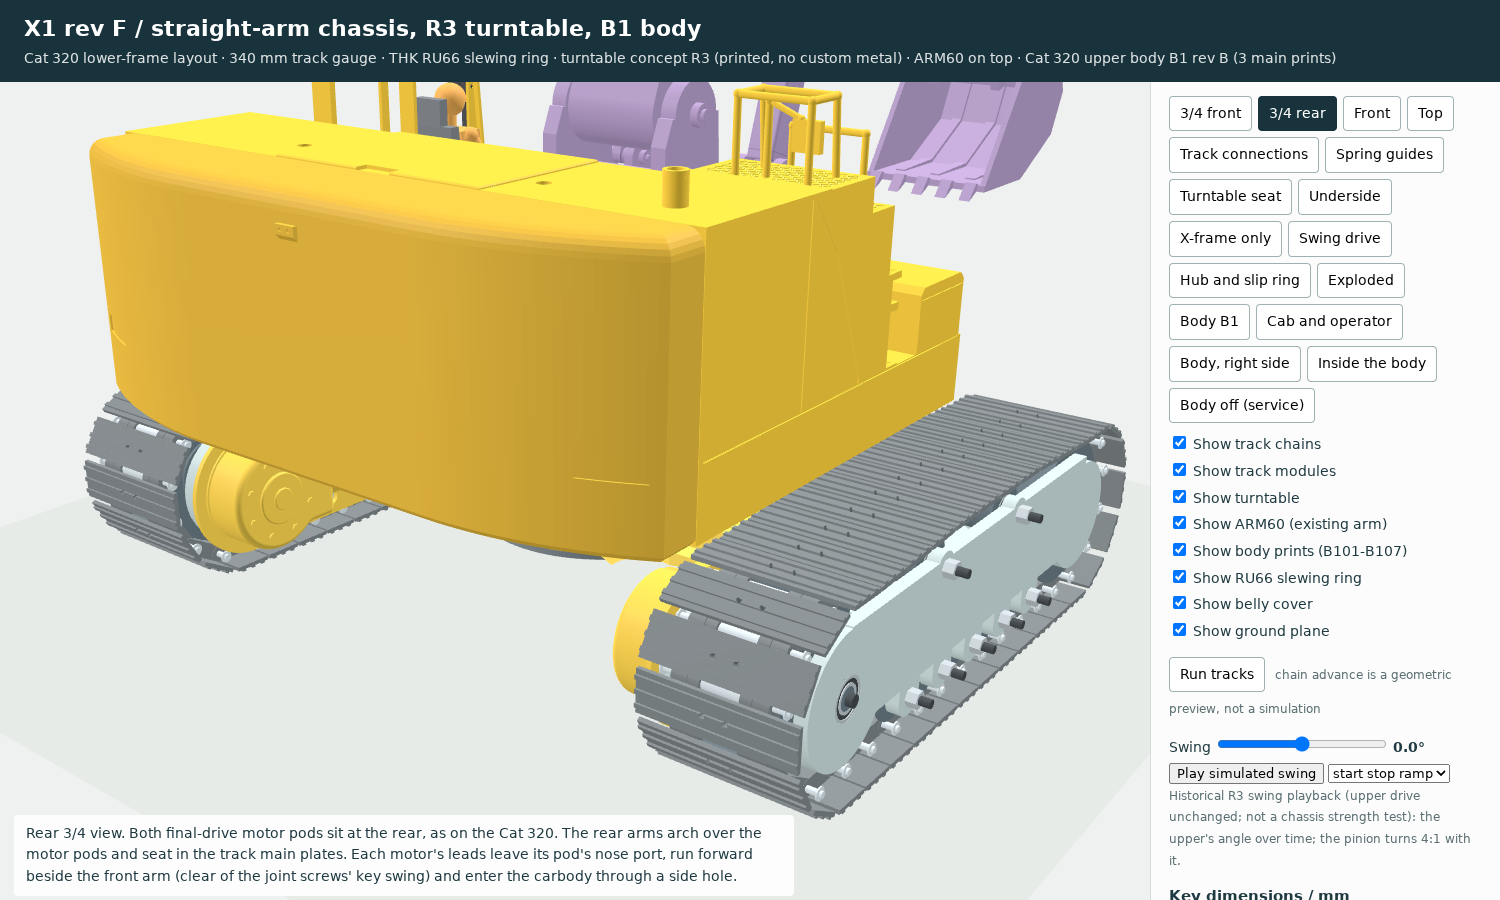 X1 rev F / straight-arm chassis, R3 turntable, B1 body
Cat 320 lower-frame layout · 340 mm track gauge · THK RU66 slewing ring · turntable concept R3 (printed, no custom metal) · ARM60 on top · Cat 320 upper body B1 rev B (3 main prints)
3/4 front
3/4 rear
Front
Top
Track connections
Spring guides
Turntable seat
Underside
X-frame only
Swing drive
Hub and slip ring
Exploded
Body B1
Cab and operator
Body, right side
Inside the body
Body off (service)
Show track chains
Show track modules
Show turntable
Show ARM60 (existing arm)
Show body prints (B101-B107)
Show RU66 slewing ring
Show belly cover
Show ground plane
Run tracks
chain advance is a geometric
preview, not a simulation
Swing
0.0°
Play simulated swing
start stop ramp
Historical R3 swing playback (upper drive
unchanged; not a chassis strength test): the
upper's angle over time; the pinion turns 4:1 with
it.
Key dimensions / mm
Rear 3/4 view. Both final-drive motor pods sit at the rear, as on the Cat 320. The rear arms arch over the
motor pods and seat in the track main plates. Each motor's leads leave its pod's nose port, run forward
beside the front arm (clear of the joint screws' key swing) and enter the carbody through a side hole.